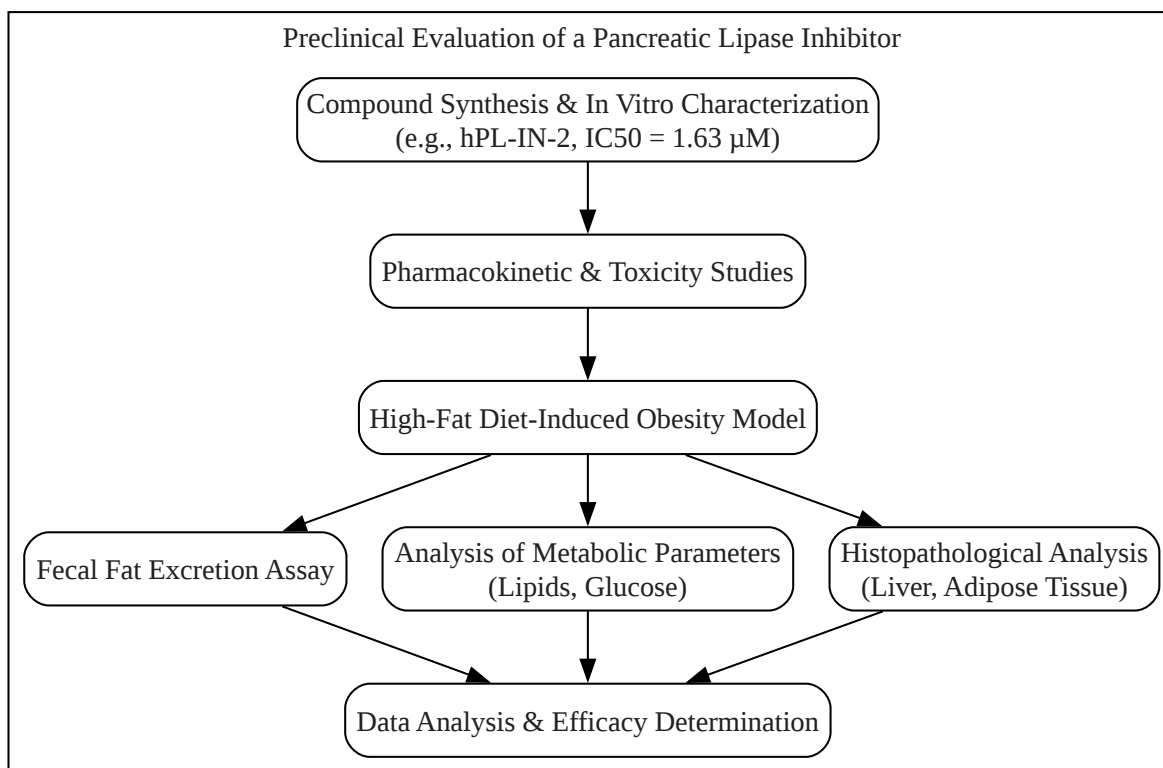 Preclinical Evaluation of a Pancreatic Lipase Inhibitor
Compound Synthesis & In Vitro Characterization
(e.g., hPL-IN-2, IC50 = 1.63 µM)
Pharmacokinetic & Toxicity Studies
High-Fat Diet-Induced Obesity Model
Fecal Fat Excretion Assay
Analysis of Metabolic Parameters
(Lipids, Glucose)
Histopathological Analysis
(Liver, Adipose Tissue)
Data Analysis & Efficacy Determination